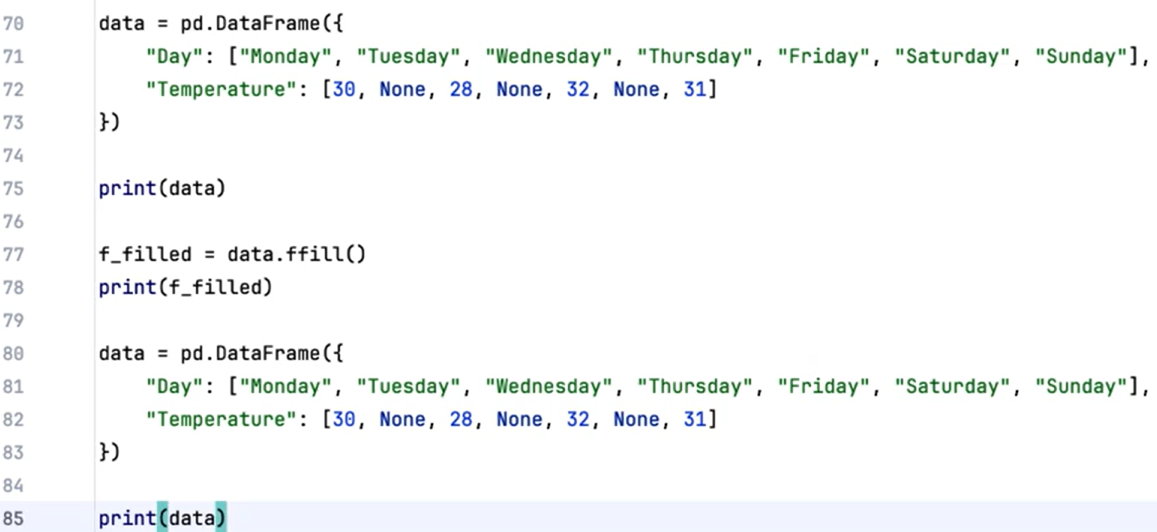 70 data = pd.DataFrame({
71     "Day": ["Monday", "Tuesday", "Wednesday", "Thursday", "Friday", "Saturday", "Sunday"],
72     "Temperature": [30, None, 28, None, 32, None, 31]
73 })
74
75 print(data)
76
77 f_filled = data.ffill()
78 print(f_filled)
79
80 data = pd.DataFrame({
81     "Day": ["Monday", "Tuesday", "Wednesday", "Thursday", "Friday", "Saturday", "Sunday"],
82     "Temperature": [30, None, 28, None, 32, None, 31]
83 })
84
85 print(data)